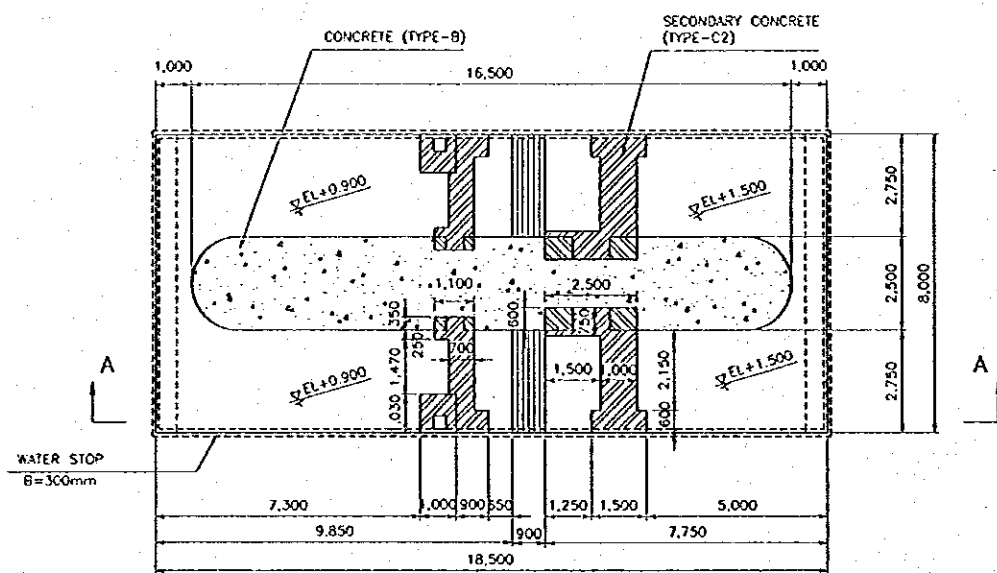 SECONDARY CONCRETE
(TYPE-C2)
CONCRETE (TYPE-B)
1,000
16,500
1,000
EL+0.900
EL+1.500
2,750
2,500
8,000
2,750
1,100
2,500
350
600
750
250
700
1,500
1,000
1,470
2,150
EL+0.900
EL+1.500
,030
600
A
A
WATER STOP
B=300mm
7,300
1,000
900
650
1,250
1,500
5,000
9,850
900
7,750
18,500